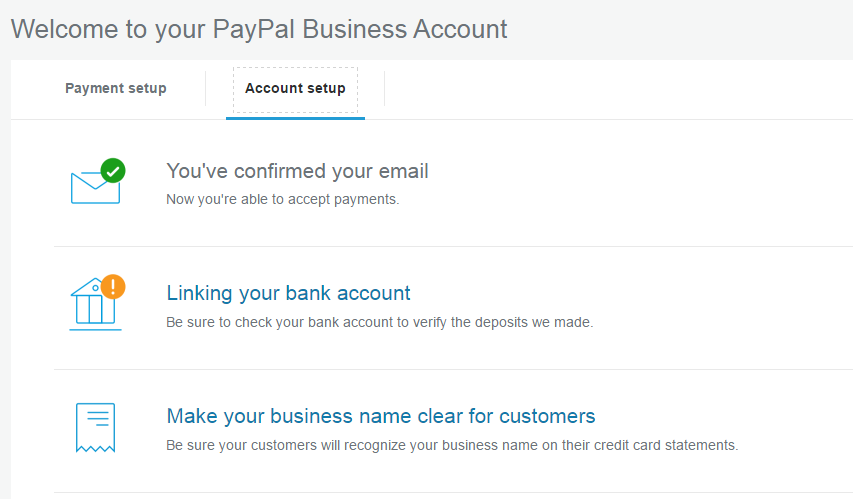 Welcome to your PayPal Business Account
Payment setup
Account setup
You've confirmed your email
Now you're able to accept payments.
Linking your bank account
Be sure to check your bank account to verify the deposits we made.
Make your business name clear for customers
Be sure your customers will recognize your business name on their credit card statements.